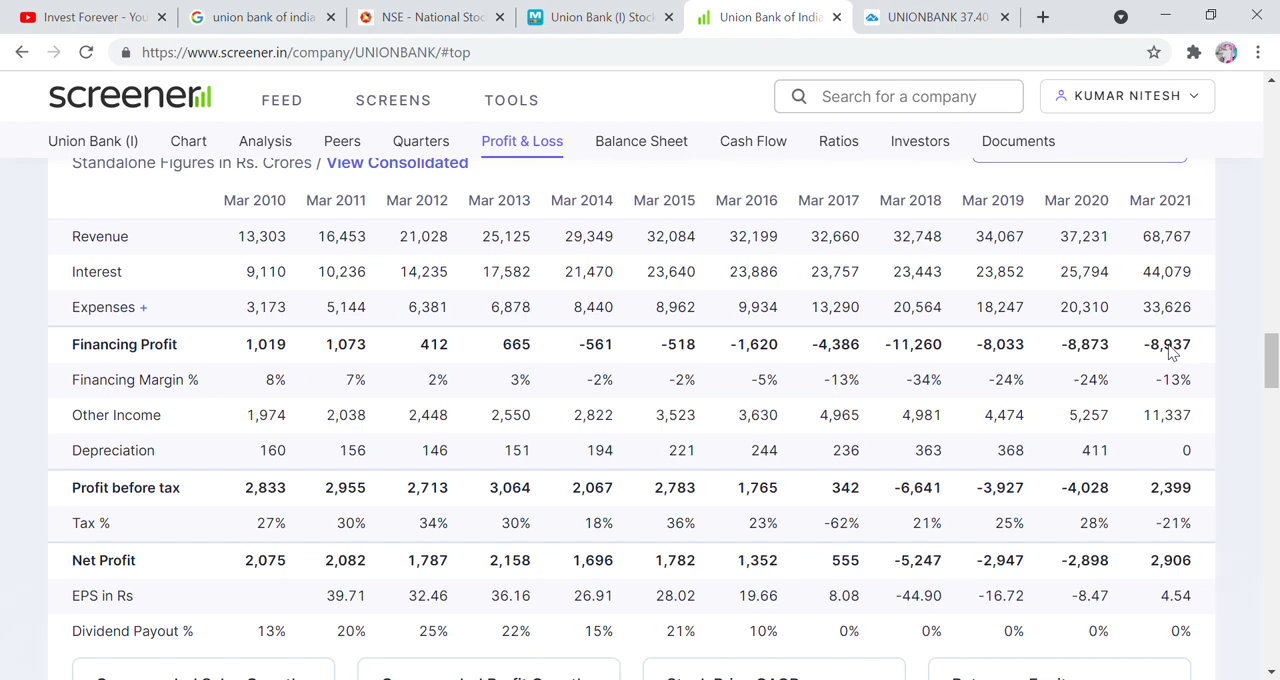 Invest Forever - You
union bank of india
NSE - National Stoc
Union Bank (I) Stoc
Union Bank of India
UNIONBANK 37.40
https://www.screener.in/company/UNIONBANK/#top
screener
FEED SCREENS TOOLS
Search for a company
KUMAR NITESH
Union Bank (I) Chart Analysis Peers Quarters Profit & Loss Balance Sheet Cash Flow Ratios Investors Documents
Standalone Figures in Rs. Crores / View Consolidated
Mar 2010 Mar 2011 Mar 2012 Mar 2013 Mar 2014 Mar 2015 Mar 2016 Mar 2017 Mar 2018 Mar 2019 Mar 2020 Mar 2021
Revenue 13,303 16,453 21,028 25,125 29,349 32,084 32,199 32,660 32,748 34,067 37,231 68,767
Interest 9,110 10,236 14,235 17,582 21,470 23,640 23,886 23,757 23,443 23,852 25,794 44,079
Expenses + 3,173 5,144 6,381 6,878 8,440 8,962 9,934 13,290 20,564 18,247 20,310 33,626
Financing Profit 1,019 1,073 412 665 -561 -518 -1,620 -4,386 -11,260 -8,033 -8,873 -8,937
Financing Margin % 8% 7% 2% 3% -2% -2% -5% -13% -34% -24% -24% -13%
Other Income 1,974 2,038 2,448 2,550 2,822 3,523 3,630 4,965 4,981 4,474 5,257 11,337
Depreciation 160 156 146 151 194 221 244 236 363 368 411 0
Profit before tax 2,833 2,955 2,713 3,064 2,067 2,783 1,765 342 -6,641 -3,927 -4,028 2,399
Tax % 27% 30% 34% 30% 18% 36% 23% -62% 21% 25% 28% -21%
Net Profit 2,075 2,082 1,787 2,158 1,696 1,782 1,352 555 -5,247 -2,947 -2,898 2,906
EPS in Rs 39.71 32.46 36.16 26.91 28.02 19.66 8.08 -44.90 -16.72 -8.47 4.54
Dividend Payout % 13% 20% 25% 22% 15% 21% 10% 0% 0% 0% 0% 0%